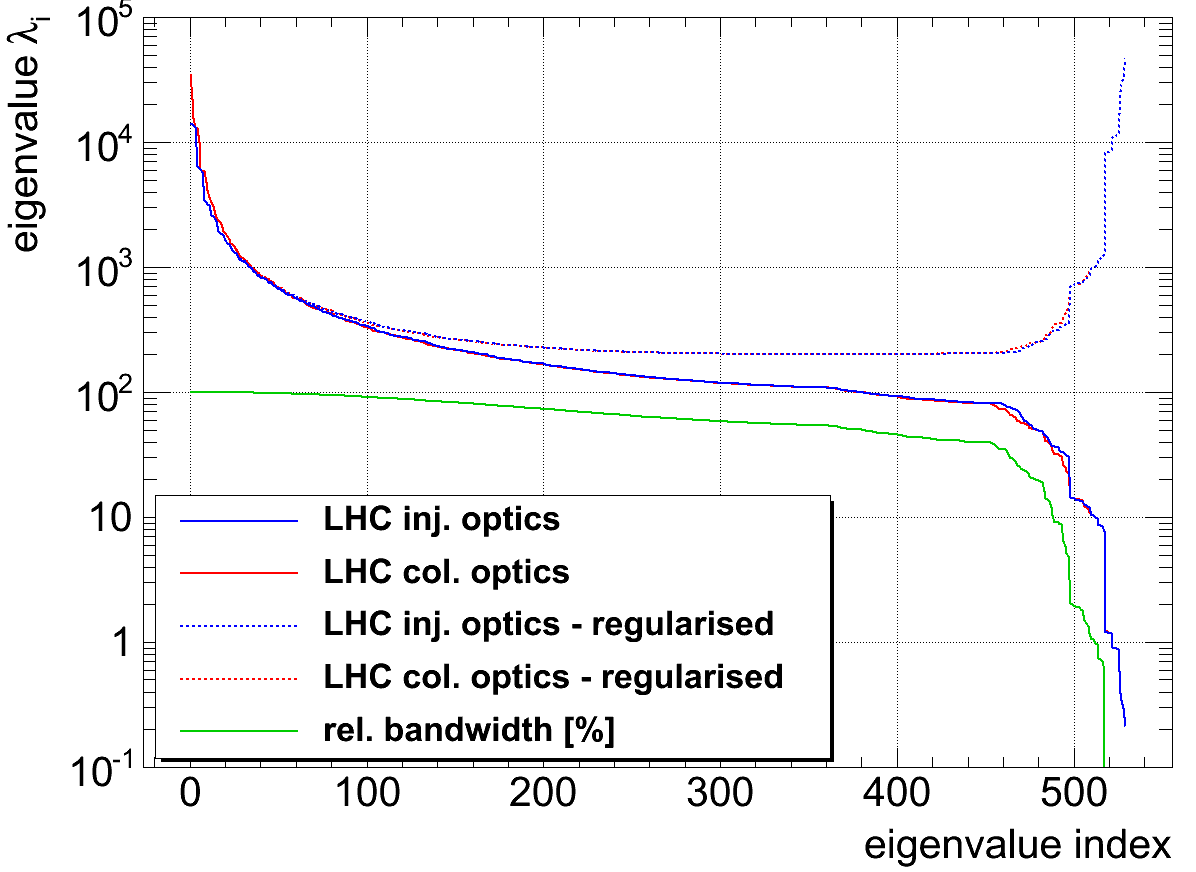 eigenvalue λi
10^5
10^4
10^3
10^2
10
1
10^-1
LHC inj. optics
LHC col. optics
LHC inj. optics - regularised
LHC col. optics - regularised
rel. bandwidth [%]
0 100 200 300 400 500
eigenvalue index